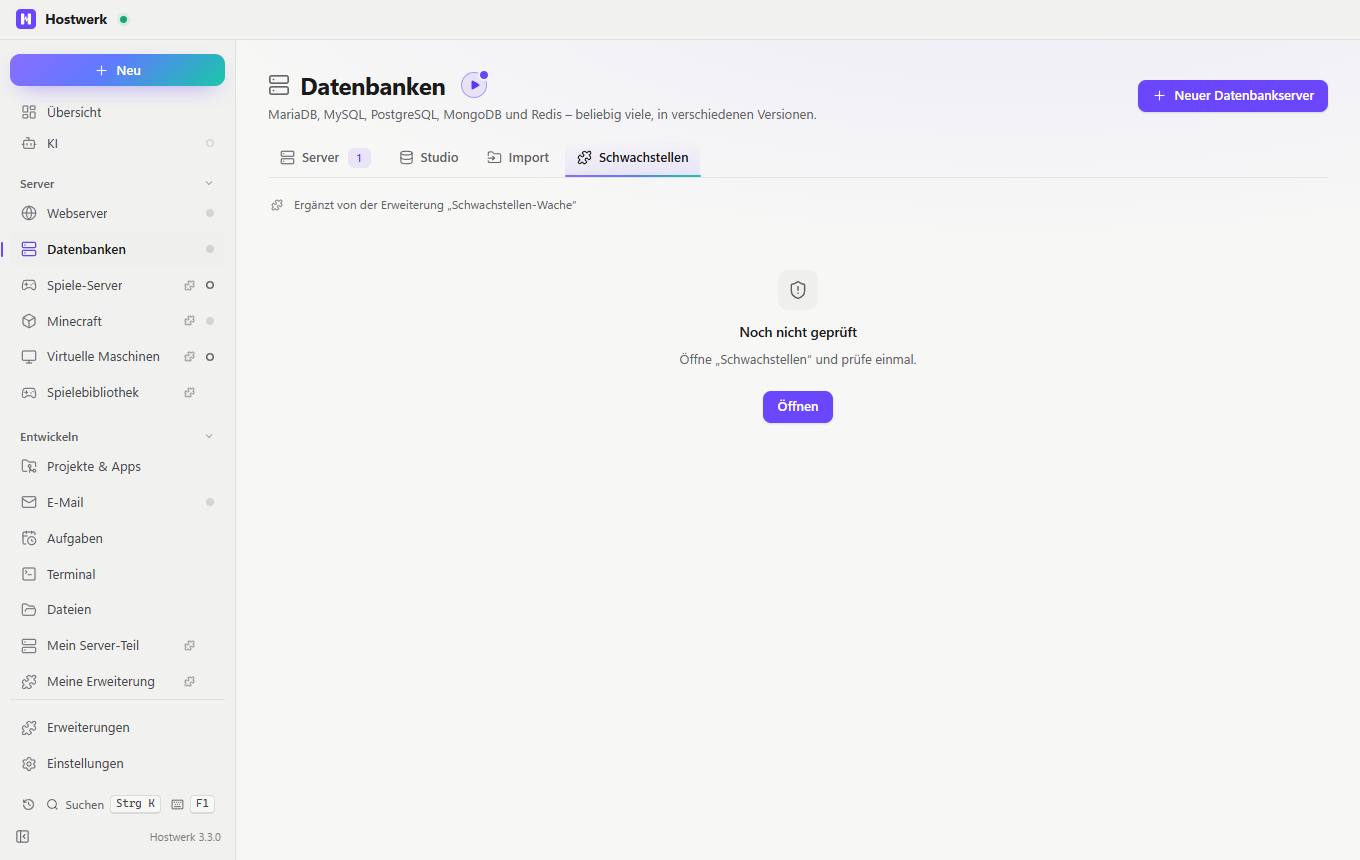 Hostwerk
Neu
Übersicht
KI
Server
Webserver
Datenbanken
Spiele-Server
Minecraft
Virtuelle Maschinen
Spielebibliothek
Entwickeln
Projekte & Apps
E-Mail
Aufgaben
Terminal
Dateien
Mein Server-Teil
Meine Erweiterung
Erweiterungen
Einstellungen
Suchen Strg K F1
Hostwerk 3.3.0
Datenbanken
MariaDB, MySQL, PostgreSQL, MongoDB und Redis – beliebig viele, in verschiedenen Versionen.
Neuer Datenbankserver
Server 1 Studio Import Schwachstellen
Ergänzt von der Erweiterung „Schwachstellen-Wache“
Noch nicht geprüft
Öffne „Schwachstellen“ und prüfe einmal.
Öffnen